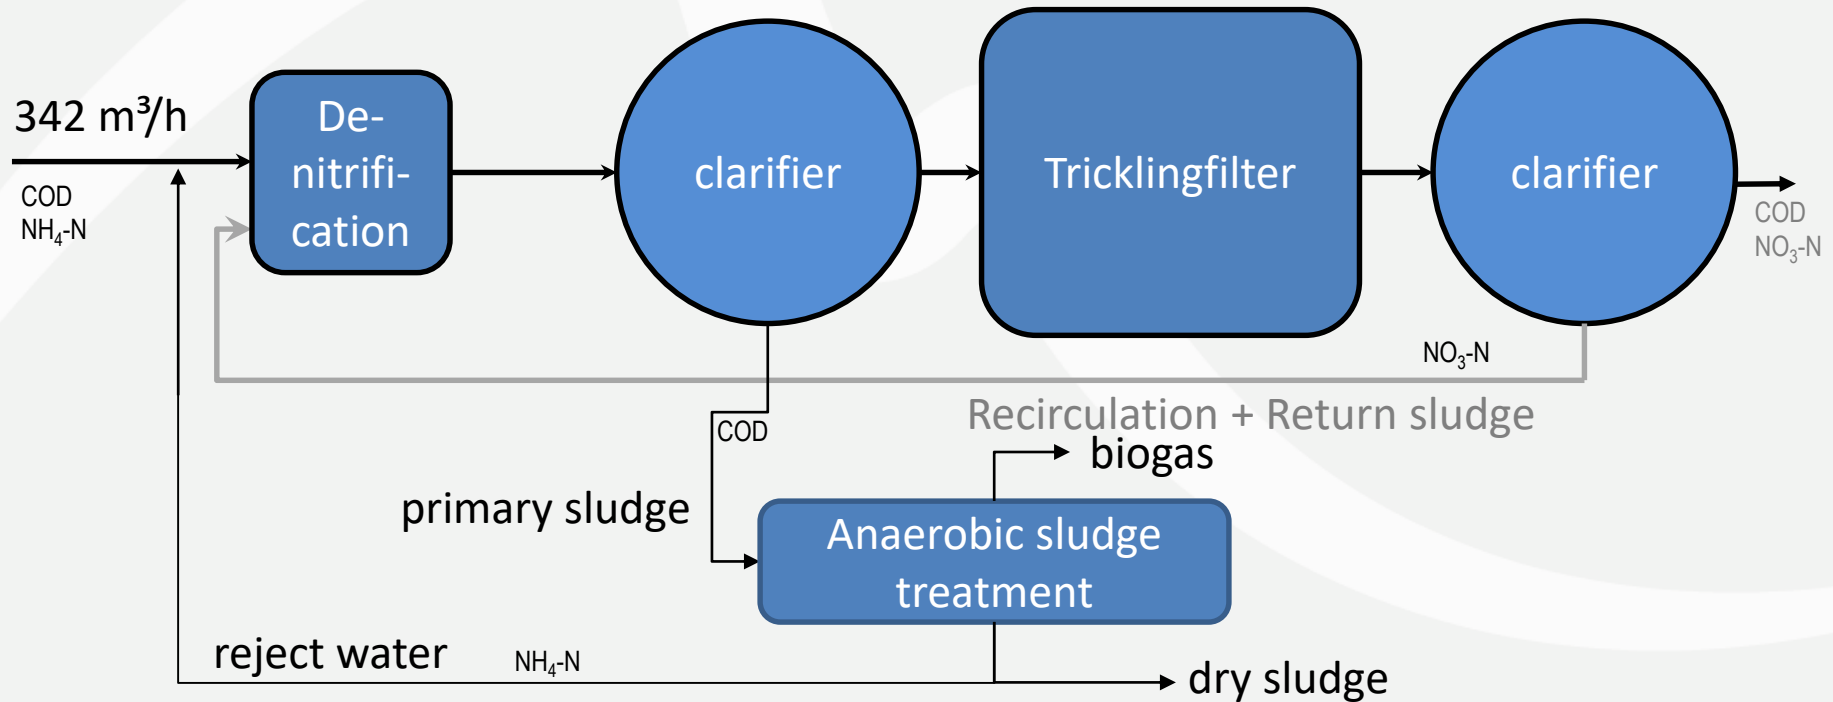 342 m³/h
COD
NH₄-N
De-
nitrifi-
cation
clarifier
Tricklingfilter
clarifier
COD
NO₃-N
NO₃-N
Recirculation + Return sludge
COD
biogas
primary sludge
Anaerobic sludge
treatment
reject water
NH₄-N
dry sludge